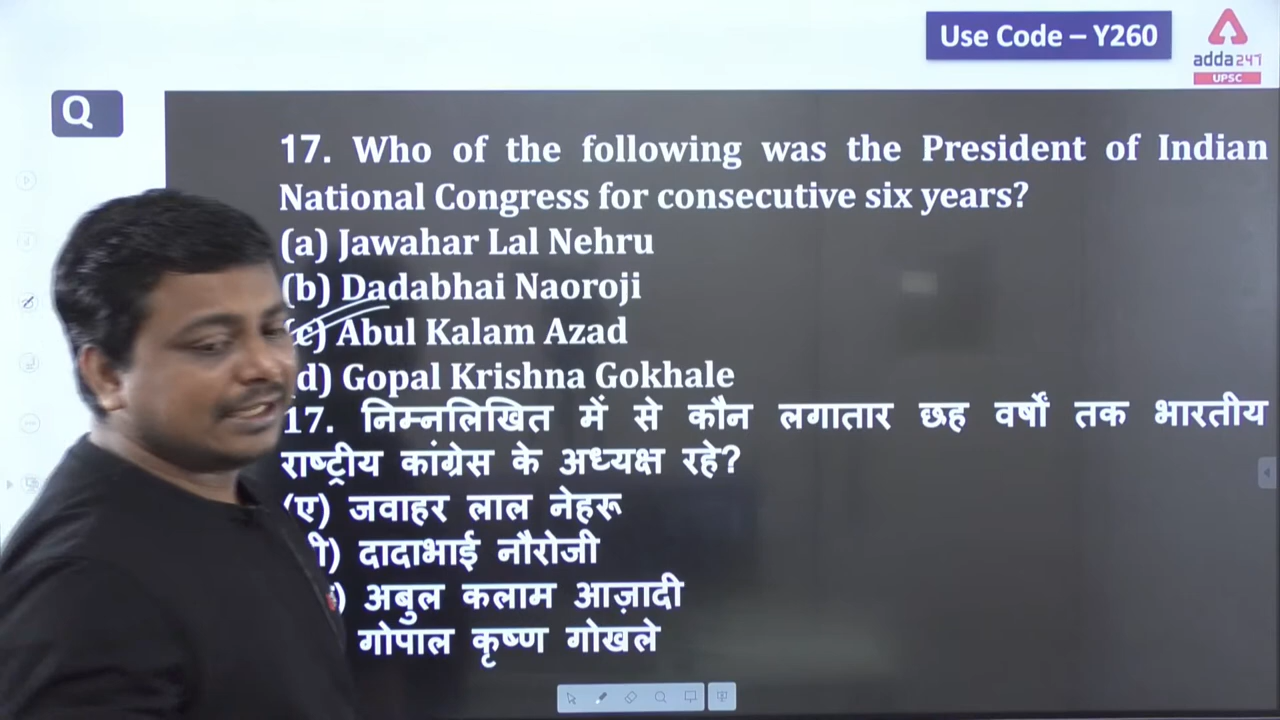 Use Code – Y260
adda247
UPSC
Q
17. Who of the following was the President of Indian
National Congress for consecutive six years?
(a) Jawahar Lal Nehru
(b) Dadabhai Naoroji
(c) Abul Kalam Azad
d) Gopal Krishna Gokhale
17. निम्नलिखित में से कौन लगातार छह वर्षों तक भारतीय
राष्ट्रीय कांग्रेस के अध्यक्ष रहे?
(ए) जवाहर लाल नेहरू
ी) दादाभाई नौरोजी
) अबुल कलाम आज़ादी
गोपाल कृष्ण गोखले